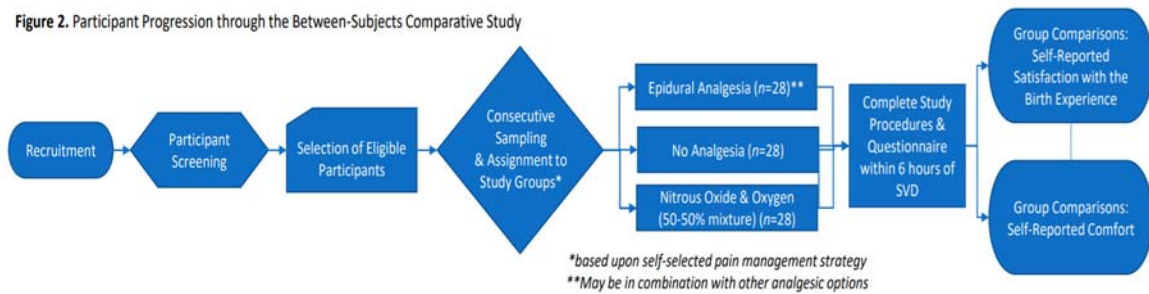 Figure 2. Participant Progression through the Between-Subjects Comparative Study
Recruitment
Participant
Screening
Selection of Eligible
Participants
Consecutive
Sampling
& Assignment to
Study Groups*
Epidural Analgesia (n=28)**
No Analgesia (n=28)
Nitrous Oxide & Oxygen
(50-50% mixture) (n=28)
Complete Study
Procedures &
Questionnaire
within 6 hours of
SVD
Group Comparisons:
Self-Reported
Satisfaction with the
Birth Experience
Group Comparisons:
Self-Reported Comfort
*based upon self-selected pain management strategy
**May be in combination with other analgesic options